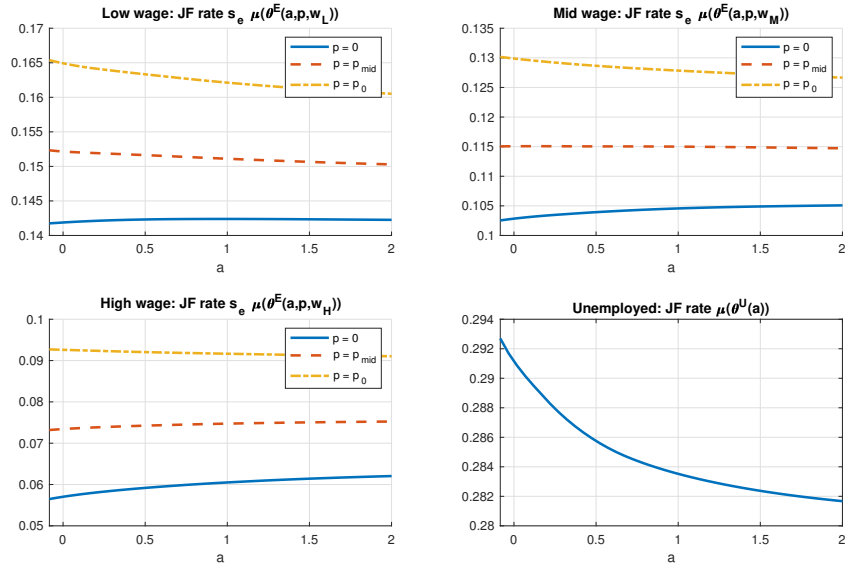 Low wage: JF rate s_e μ(θ^E(a,p,w_L))
0.17
0.165
0.16
0.155
0.15
0.145
0.14
0 0.5 1 1.5 2
a
p = 0
p = p_mid
p = p_0
Mid wage: JF rate s_e μ(θ^E(a,p,w_M))
0.135
0.13
0.125
0.12
0.115
0.11
0.105
0.1
0 0.5 1 1.5 2
a
p = 0
p = p_mid
p = p_0
High wage: JF rate s_e μ(θ^E(a,p,w_H))
0.1
0.09
0.08
0.07
0.06
0.05
0 0.5 1 1.5 2
a
p = 0
p = p_mid
p = p_0
Unemployed: JF rate μ(θ^U(a))
0.294
0.292
0.29
0.288
0.286
0.284
0.282
0.28
0 0.5 1 1.5 2
a